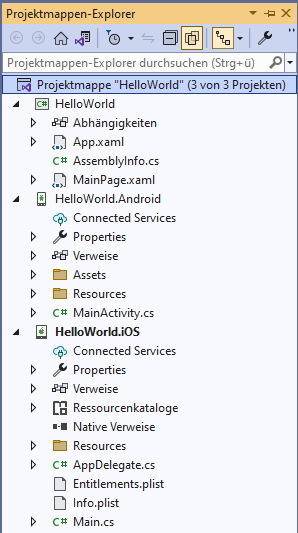 Projektmappen-Explorer
Projektmappen-Explorer durchsuchen (Strg+ü)
Projektmappe "HelloWorld" (3 von 3 Projekten)
C# HelloWorld
Abhängigkeiten
App.xaml
C# AssemblyInfo.cs
MainPage.xaml
HelloWorld.Android
Connected Services
Properties
Verweise
Assets
Resources
C# MainActivity.cs
HelloWorld.iOS
Connected Services
Properties
Verweise
Ressourcenkataloge
Native Verweise
Resources
C# AppDelegate.cs
Entitlements.plist
Info.plist
C# Main.cs